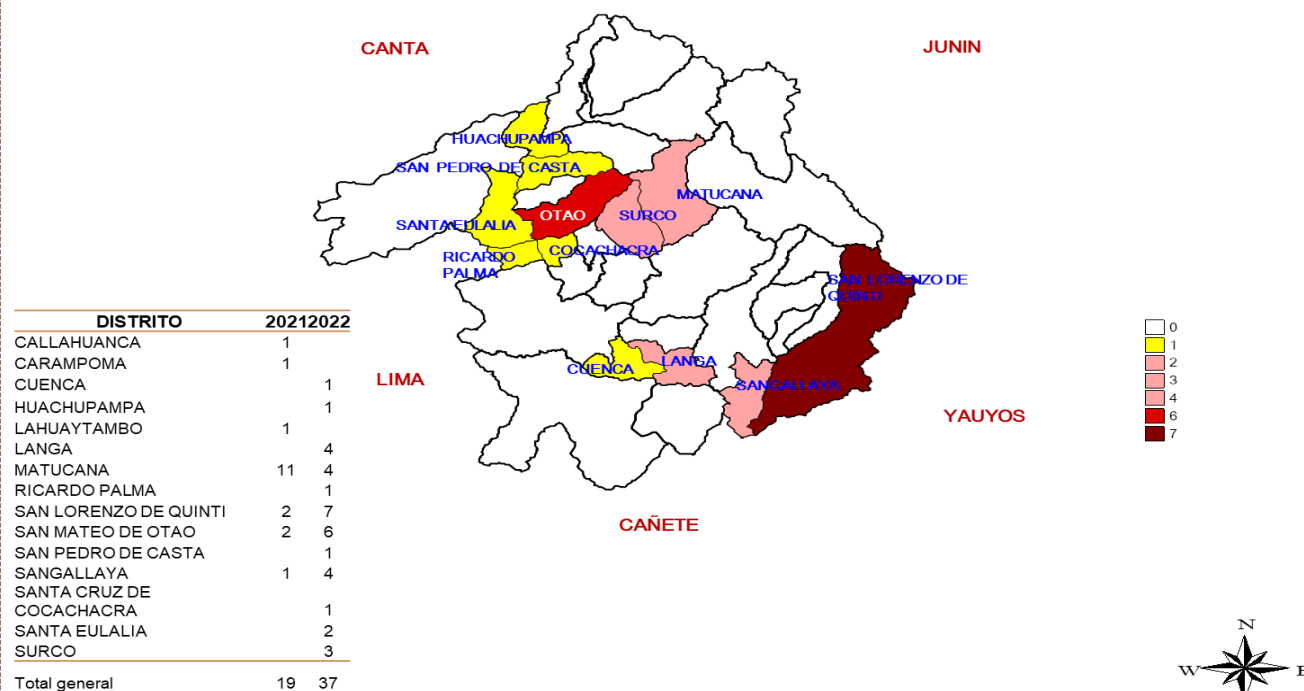 CANTA
JUNIN
HUACHUPAMPA
SAN PEDRO DE CASTA
MATUCANA
OTAO
SURCO
SANTA EULALIA
COCACHACRA
RICARDO
PALMA
SAN LORENZO DE
QUINTI
DISTRITO 2021 2022
CALLAHUANCA 1
CARAMPOMA 1
CUENCA 1
HUACHUPAMPA 1
LAHUAYTAMBO 1
LANGA 4
MATUCANA 11 4
RICARDO PALMA 1
SAN LORENZO DE QUINTI 2 7
SAN MATEO DE OTAO 2 6
SAN PEDRO DE CASTA 1
SANGALLAYA 1 4
SANTA CRUZ DE
COCACHACRA 1
SANTA EULALIA 2
SURCO 3
Total general 19 37
LIMA
CUENCA
LANGA
SANGALLAYA
YAUYOS
CAÑETE
0
1
2
3
4
6
7
N
W E